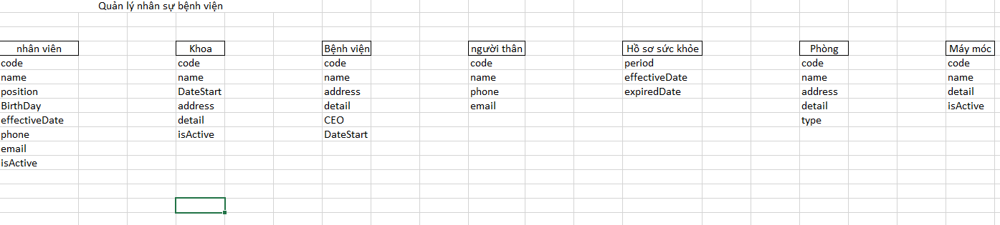 Quản lý nhân sự bệnh viện
nhân viên Khoa Bệnh viện người thân Hồ sơ sức khỏe Phòng Máy móc
code code code code period code code
name name name name effectiveDate name name
position DateStart address phone expiredDate address detail
BirthDay address detail email detail isActive
effectiveDate detail CEO type
phone isActive DateStart
email
isActive